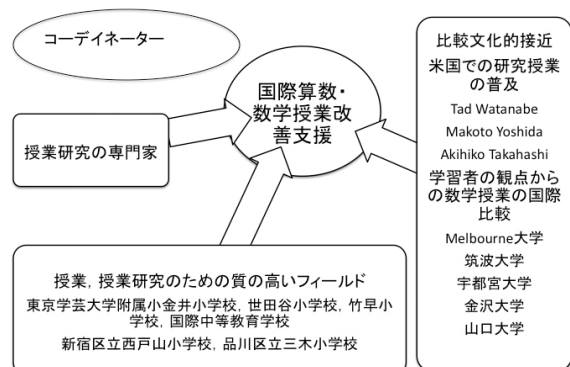 コーデイネーター
国際算数・
数学授業改
善支援
授業研究の専門家
授業，授業研究のための質の高いフィールド
東京学芸大学附属小金井小学校，世田谷小学校，竹早小
学校，国際中等教育学校
新宿区立西戸山小学校，品川区立三木小学校
比較文化的接近
米国での研究授業
の普及
Tad Watanabe
Makoto Yoshida
Akihiko Takahashi
学習者の観点から
の数学授業の国際
比較
Melbourne大学
筑波大学
宇都宮大学
金沢大学
山口大学